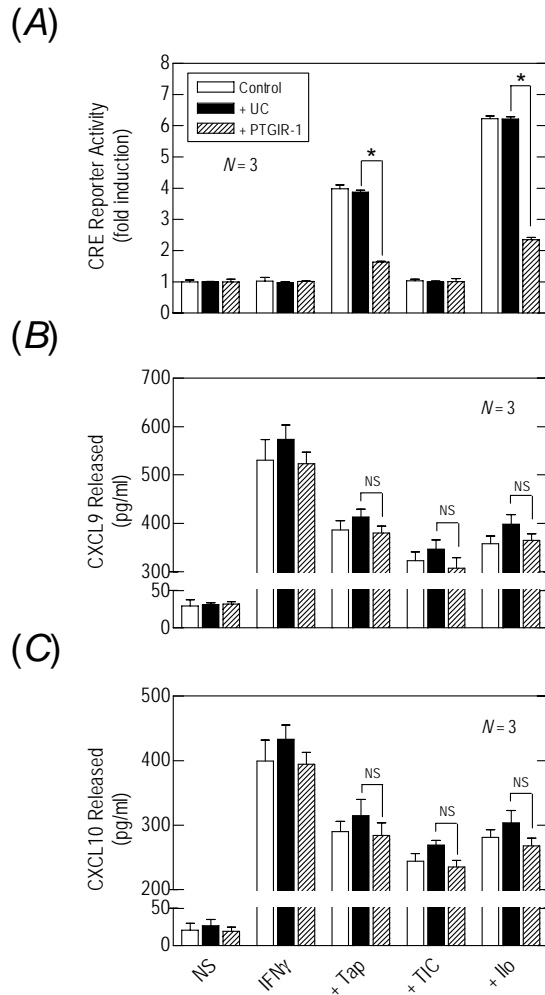 (A)
CRE Reporter Activity
(fold induction)
8
7
6
5
4
3
2
1
0
Control
+ UC
+ PTGIR-1
N = 3
*
*
(B)
CXCL9 Released
(pg/ml)
700
600
500
400
300
50
0
N = 3
NS
NS
NS
(C)
CXCL10 Released
(pg/ml)
500
400
300
200
50
0
N = 3
NS
NS
NS
NS
IFNγ
+ Tap
+ TIC
+ Ilo